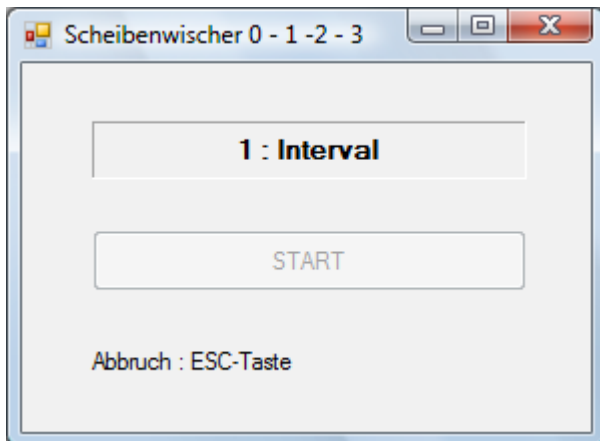 Scheibenwischer 0 - 1 -2 - 3
1 : Interval
START
Abbruch : ESC-Taste